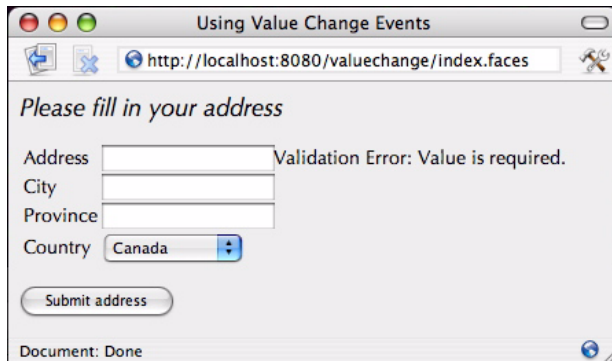 Using Value Change Events
http://localhost:8080/valuechange/index.faces
Please fill in your address
Address Validation Error: Value is required.
City
Province
Country Canada
Submit address
Document: Done